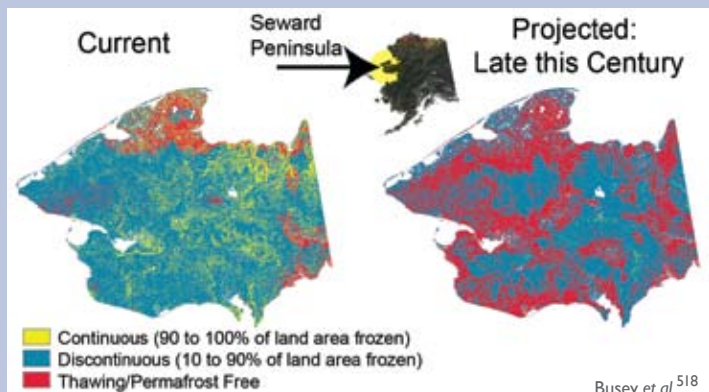 Current
Seward
Peninsula
Projected:
Late this Century
Continuous (90 to 100% of land area frozen)
Discontinuous (10 to 90% of land area frozen)
Thawing/Permafrost Free
Busey et al.518